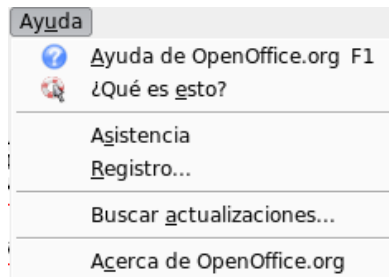 Ayuda
Ayuda de OpenOffice.org F1
¿Qué es esto?
Asistencia
Registro...
Buscar actualizaciones...
Acerca de OpenOffice.org